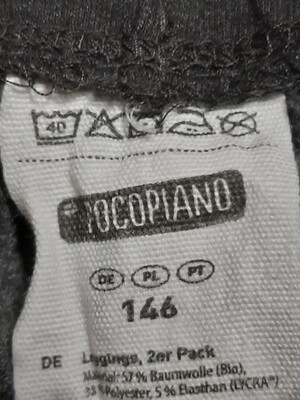 40
YOCOPIANO
DE PL PT
146
DE Leggings, 2er Pack
Material: 57 % Baumwolle (Bio),
Polyester, 5 % Elasthan (LYCRA®)